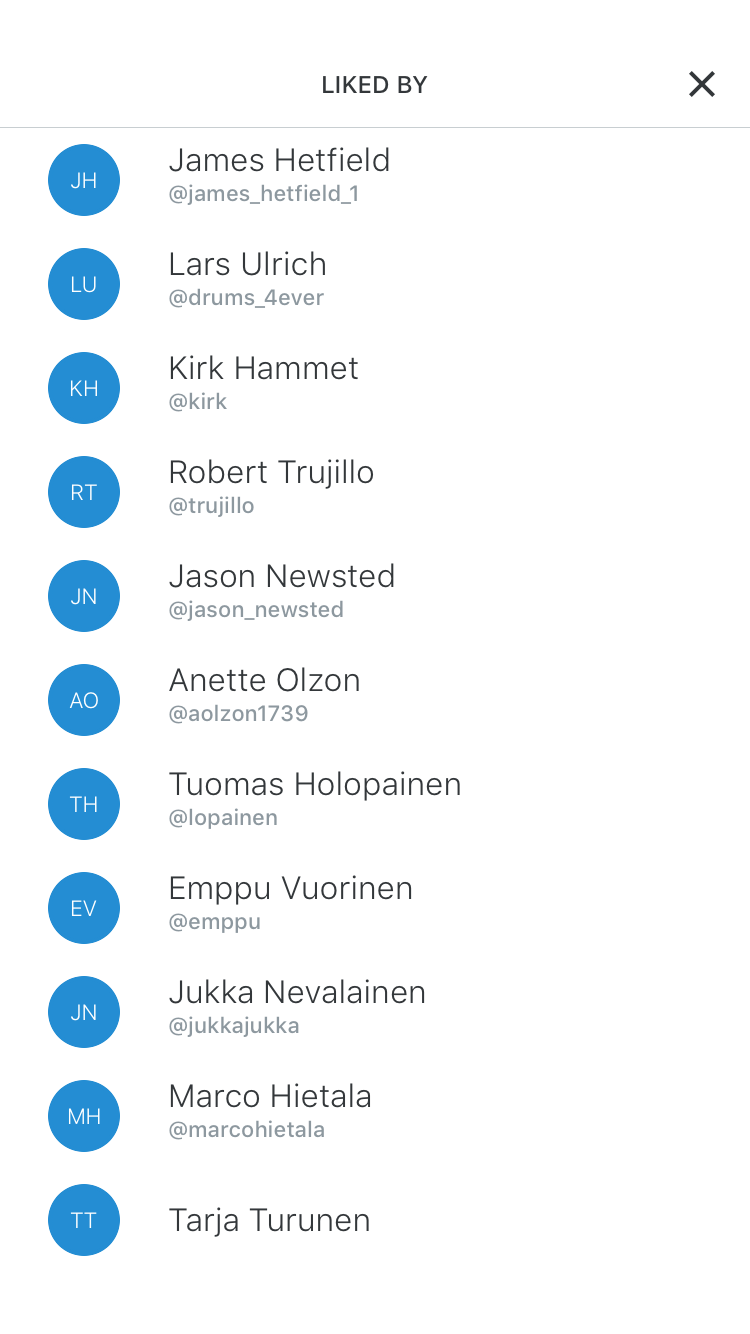 LIKED BY
JH
James Hetfield
@james_hetfield_1
LU
Lars Ulrich
@drums_4ever
KH
Kirk Hammet
@kirk
RT
Robert Trujillo
@trujillo
JN
Jason Newsted
@jason_newsted
AO
Anette Olzon
@aolzon1739
TH
Tuomas Holopainen
@lopainen
EV
Emppu Vuorinen
@emppu
JN
Jukka Nevalainen
@jukkajukka
MH
Marco Hietala
@marcohietala
TT
Tarja Turunen